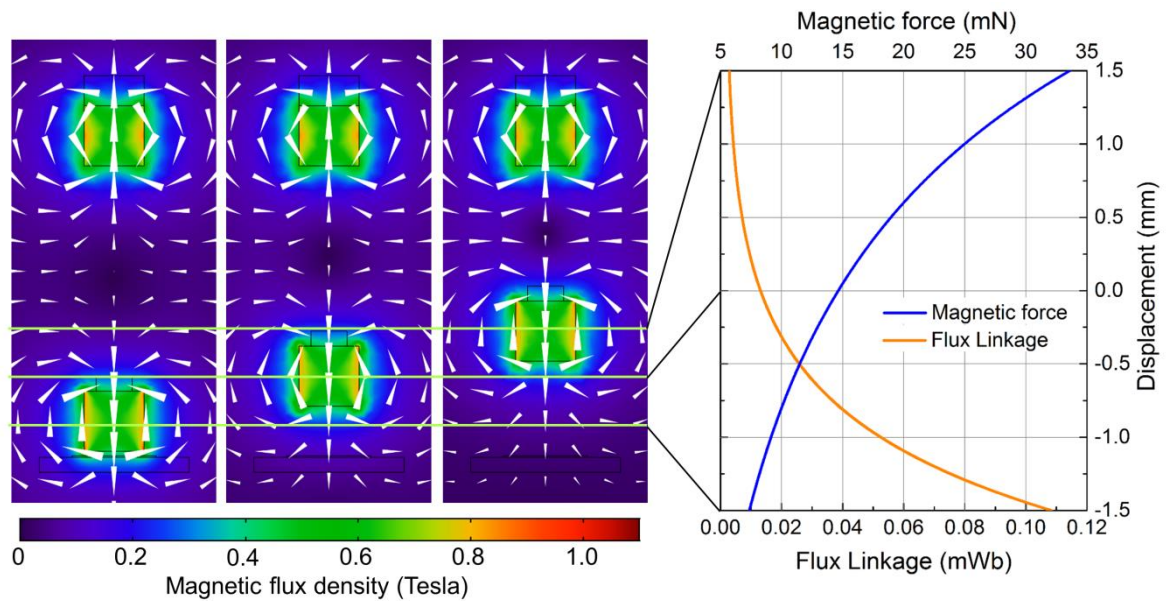 Magnetic force (mN)
5 10 15 20 25 30 35
1.5
1.0
0.5
0.0
-0.5
-1.0
-1.5
Displacement (mm)
Magnetic force
Flux Linkage
0.00 0.02 0.04 0.06 0.08 0.10 0.12
Flux Linkage (mWb)
0 0.2 0.4 0.6 0.8 1.0
Magnetic flux density (Tesla)